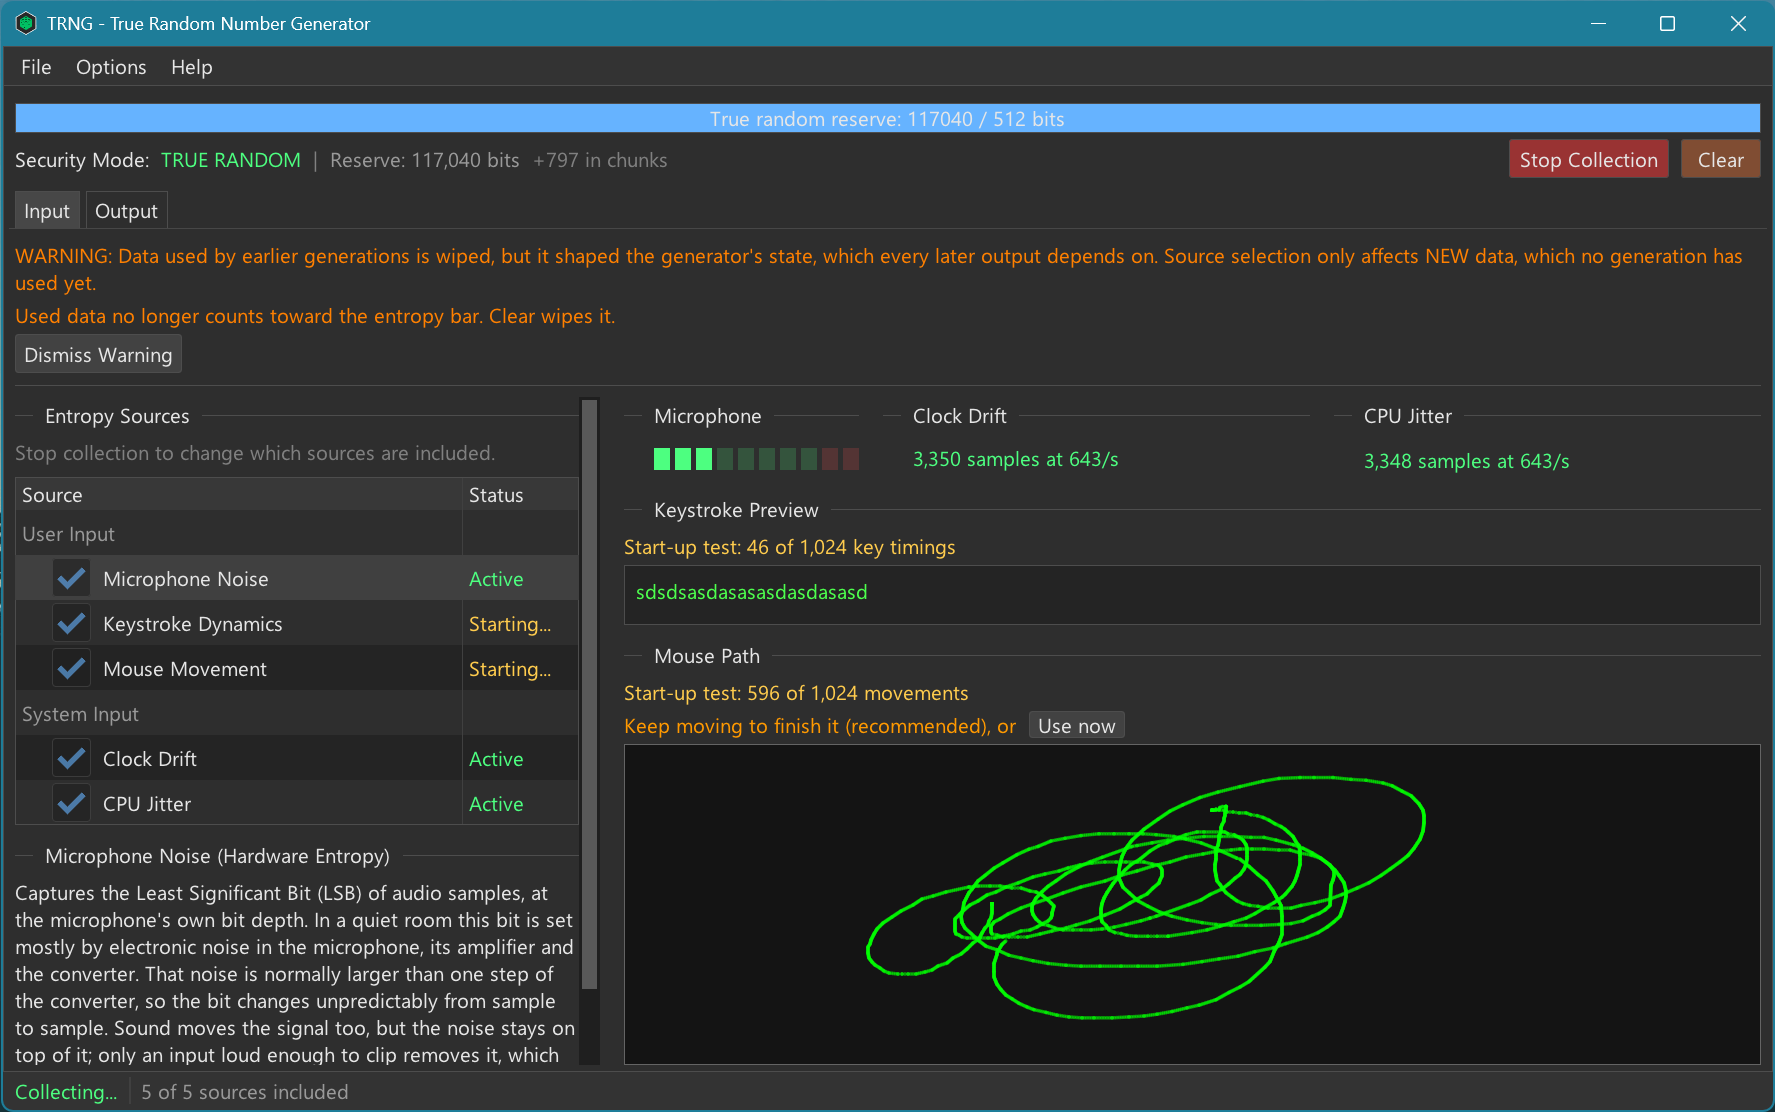 TRNG - True Random Number Generator
File Options Help
True random reserve: 117040 / 512 bits
Security Mode: TRUE RANDOM | Reserve: 117,040 bits +797 in chunks
Stop Collection
Clear
Input
Output
WARNING: Data used by earlier generations is wiped, but it shaped the generator's state, which every later output depends on. Source selection only affects NEW data, which no generation has
used yet.
Used data no longer counts toward the entropy bar. Clear wipes it.
Dismiss Warning
Entropy Sources
Stop collection to change which sources are included.
Source Status
User Input
Microphone Noise Active
Keystroke Dynamics Starting...
Mouse Movement Starting...
System Input
Clock Drift Active
CPU Jitter Active
Microphone Noise (Hardware Entropy)
Captures the Least Significant Bit (LSB) of audio samples, at
the microphone's own bit depth. In a quiet room this bit is set
mostly by electronic noise in the microphone, its amplifier and
the converter. That noise is normally larger than one step of
the converter, so the bit changes unpredictably from sample
to sample. Sound moves the signal too, but the noise stays on
top of it; only an input loud enough to clip removes it, which
Microphone
Clock Drift
3,350 samples at 643/s
CPU Jitter
3,348 samples at 643/s
Keystroke Preview
Start-up test: 46 of 1,024 key timings
sdsdsasdasasasdasdasasd
Mouse Path
Start-up test: 596 of 1,024 movements
Keep moving to finish it (recommended), or Use now
Collecting... 5 of 5 sources included